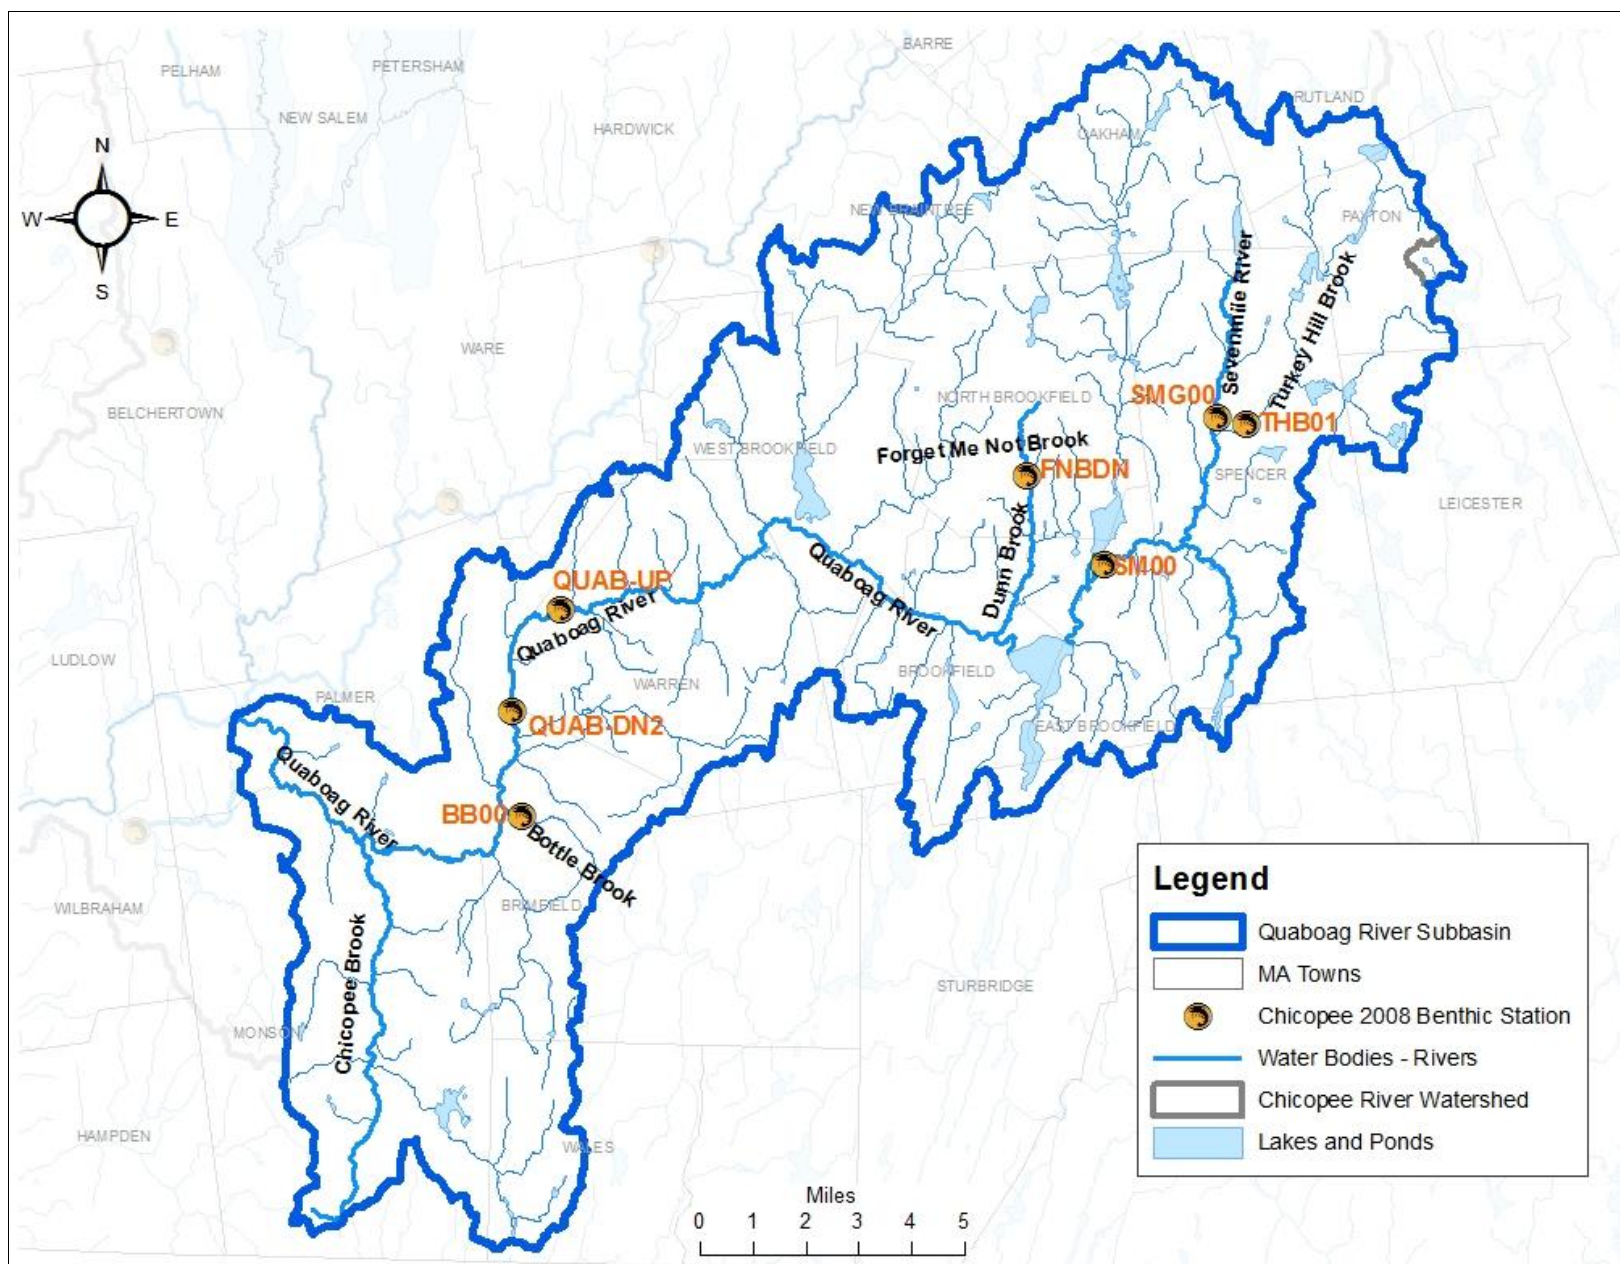 BARRE
PELHAM
PETERSHAM
RUTLAND
NEW SALEM
HARDWICK
OAKHAM
N
W
E
S
NEW BRAINTREE
PAXTON
Sevenmile River
Turkey Hill Brook
WARE
BELCHERTOWN
NORTH BROOKFIELD
SMG00
THB01
WEST BROOKFIELD
Forget Me Not Brook
FNBDN
SPENCER
LEICESTER
Dunn Brook
SM00
QUAB-UP
Quaboag River
Quaboag River
LUDLOW
PALMER
WARREN
BROOKFIELD
QUAB-DN2
EAST BROOKFIELD
Quaboag River
BB00
Bottle Brook
WILBRAHAM
BRIMFIELD
Chicopee Brook
STURBRIDGE
MONSON
HAMPDEN
WALES
Legend
Quaboag River Subbasin
MA Towns
Chicopee 2008 Benthic Station
Water Bodies - Rivers
Chicopee River Watershed
Lakes and Ponds
Miles
0 1 2 3 4 5